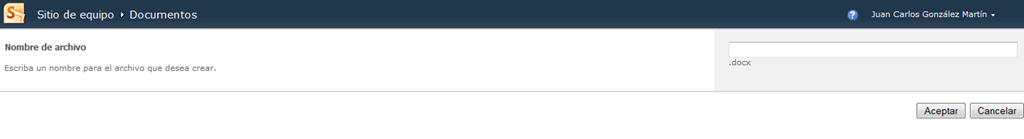 Sitio de equipo ▸ Documentos
Juan Carlos González Martín
Nombre de archivo
Escriba un nombre para el archivo que desea crear.
.docx
Aceptar Cancelar